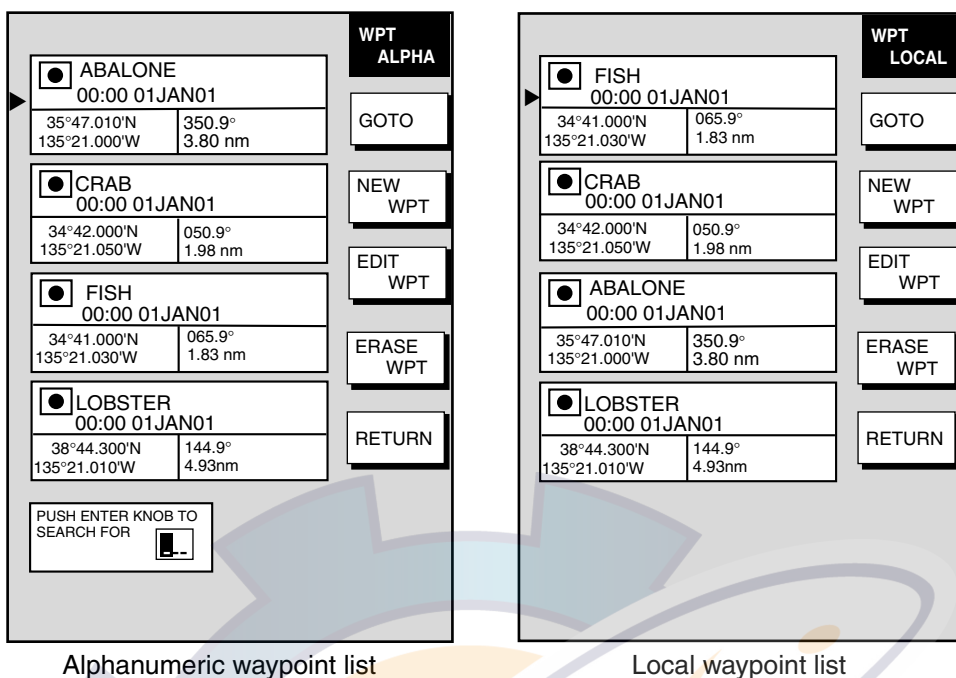 WPT
ALPHA
ABALONE
00:00 01JAN01
35°47.010'N
350.9°
135°21.000'W
3.80 nm
CRAB
00:00 01JAN01
34°42.000'N
050.9°
135°21.050'W
1.98 nm
FISH
00:00 01JAN01
34°41.000'N
065.9°
135°21.030'W
1.83 nm
LOBSTER
00:00 01JAN01
38°44.300'N
144.9°
135°21.010'W
4.93nm
PUSH ENTER KNOB TO
SEARCH FOR
GOTO
NEW
WPT
EDIT
WPT
ERASE
WPT
RETURN
Alphanumeric waypoint list
WPT
LOCAL
FISH
00:00 01JAN01
34°41.000'N
065.9°
135°21.030'W
1.83 nm
CRAB
00:00 01JAN01
34°42.000'N
050.9°
135°21.050'W
1.98 nm
ABALONE
00:00 01JAN01
35°47.010'N
350.9°
135°21.000'W
3.80 nm
LOBSTER
00:00 01JAN01
38°44.300'N
144.9°
135°21.010'W
4.93nm
GOTO
NEW
WPT
EDIT
WPT
ERASE
WPT
RETURN
Local waypoint list